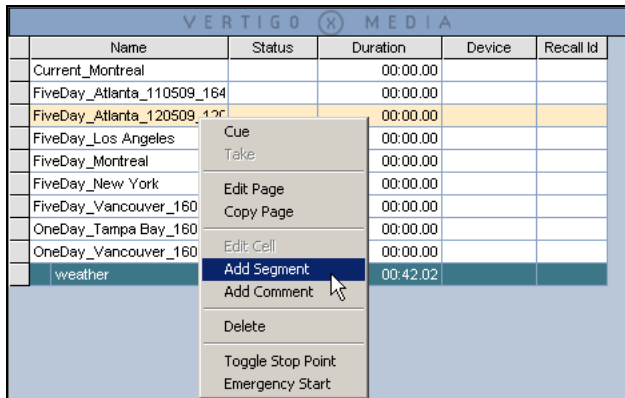 VERTIGO X MEDIA
Name Status Duration Device Recall Id
Current_Montreal 00:00.00
FiveDay_Atlanta_110509_164 00:00.00
FiveDay_Atlanta_120509_120 00:00.00
FiveDay_Los Angeles 00:00.00
FiveDay_Montreal 00:00.00
FiveDay_New York 00:00.00
FiveDay_Vancouver_160 00:00.00
OneDay_Tampa Bay_160 00:00.00
OneDay_Vancouver_160 00:00.00
weather 00:42.02
Cue
Take
Edit Page
Copy Page
Edit Cell
Add Segment
Add Comment
Delete
Toggle Stop Point
Emergency Start